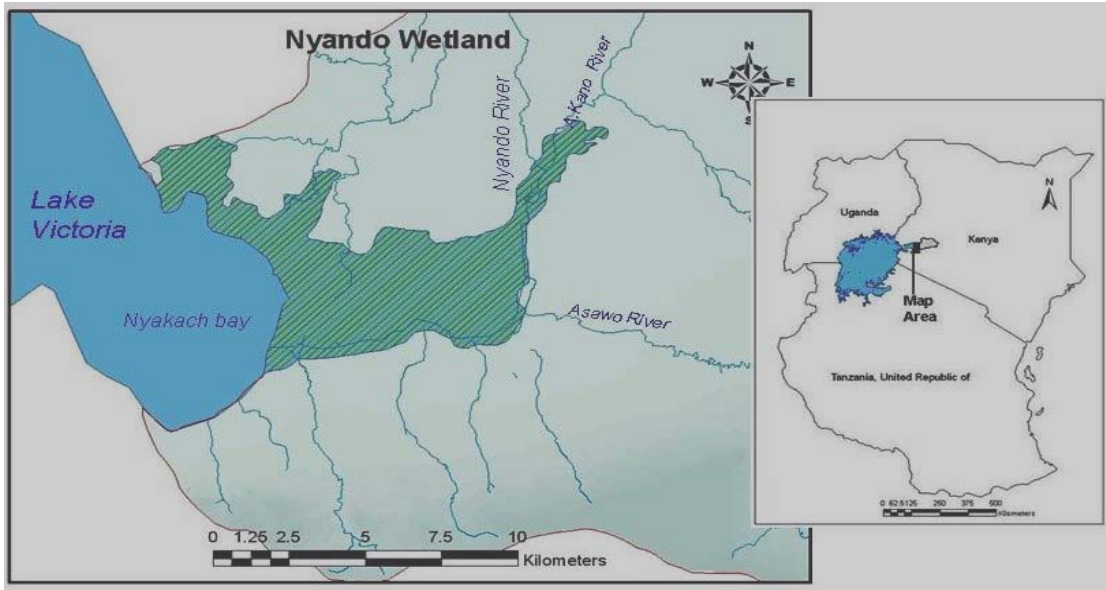 Nyando Wetland
N
W
E
S
Nyando River
A.Kano River
Lake
Victoria
Nyakach bay
Asawo River
0 1.25 2.5 5 7.5 10
Kilometers
N
Uganda
Kenya
Map
Area
Tanzania, United Republic of
0 62.5125 250 375 500
Kilometers